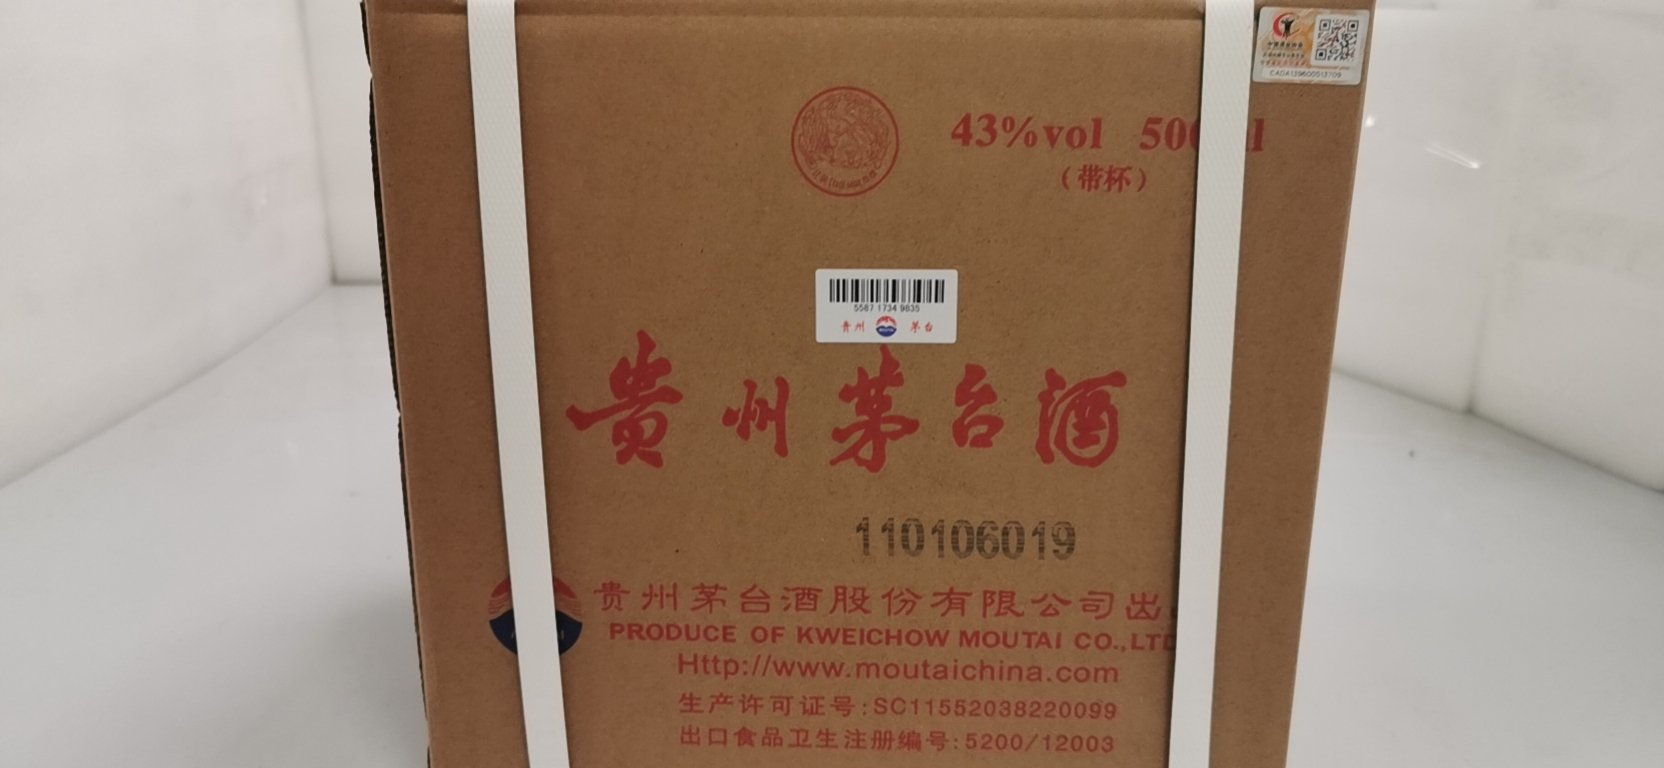 CADA139600513709
43%vol 500ml
（带杯）
5587 1734 9835
贵州 茅台
贵州茅台酒
110106019
贵州茅台酒股份有限公司出
PRODUCE OF KWEICHOW MOUTAI CO.,LTD
Http://www.moutaichina.com
生产许可证号:SC11552038220099
出口食品卫生注册编号:5200/12003